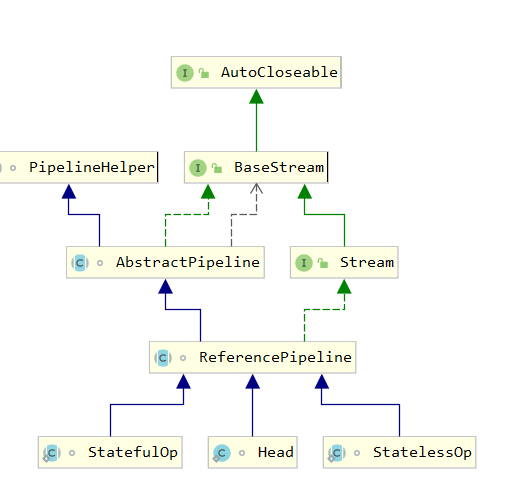 I AutoCloseable
PipelineHelper
I BaseStream
C AbstractPipeline
I Stream
C ReferencePipeline
C StatefulOp
C Head
C StatelessOp